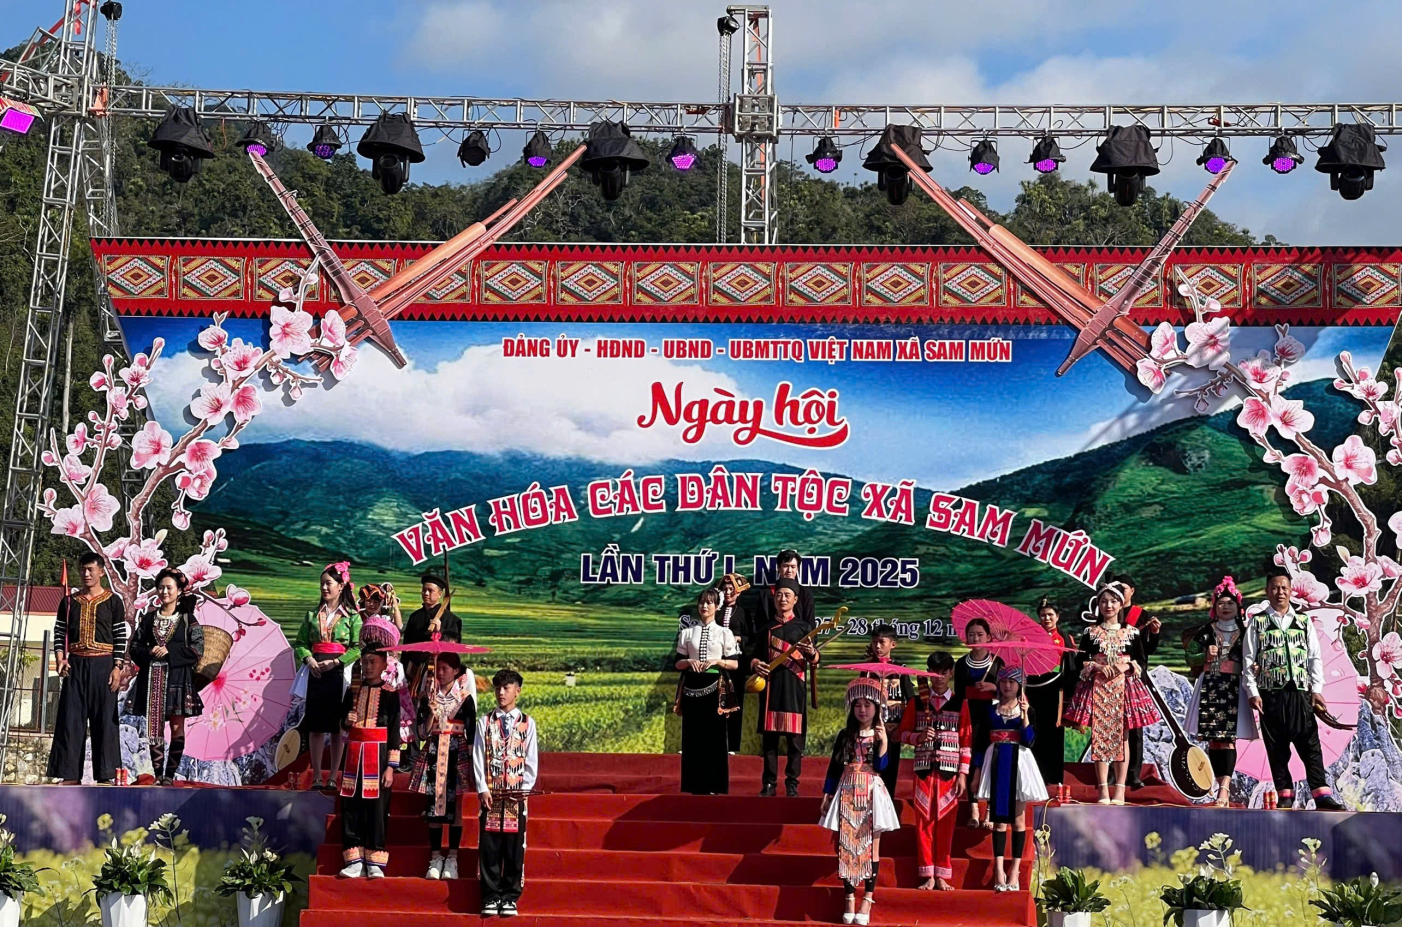 ĐẢNG ỦY - HĐND - UBND - UBMTTQ VIỆT NAM XÃ SAM MỨN
Ngày hội
VĂN HÓA CÁC DÂN TỘC XÃ SAM MỨN
LẦN THỨ I, NĂM 2025
27 - 28 tháng 12